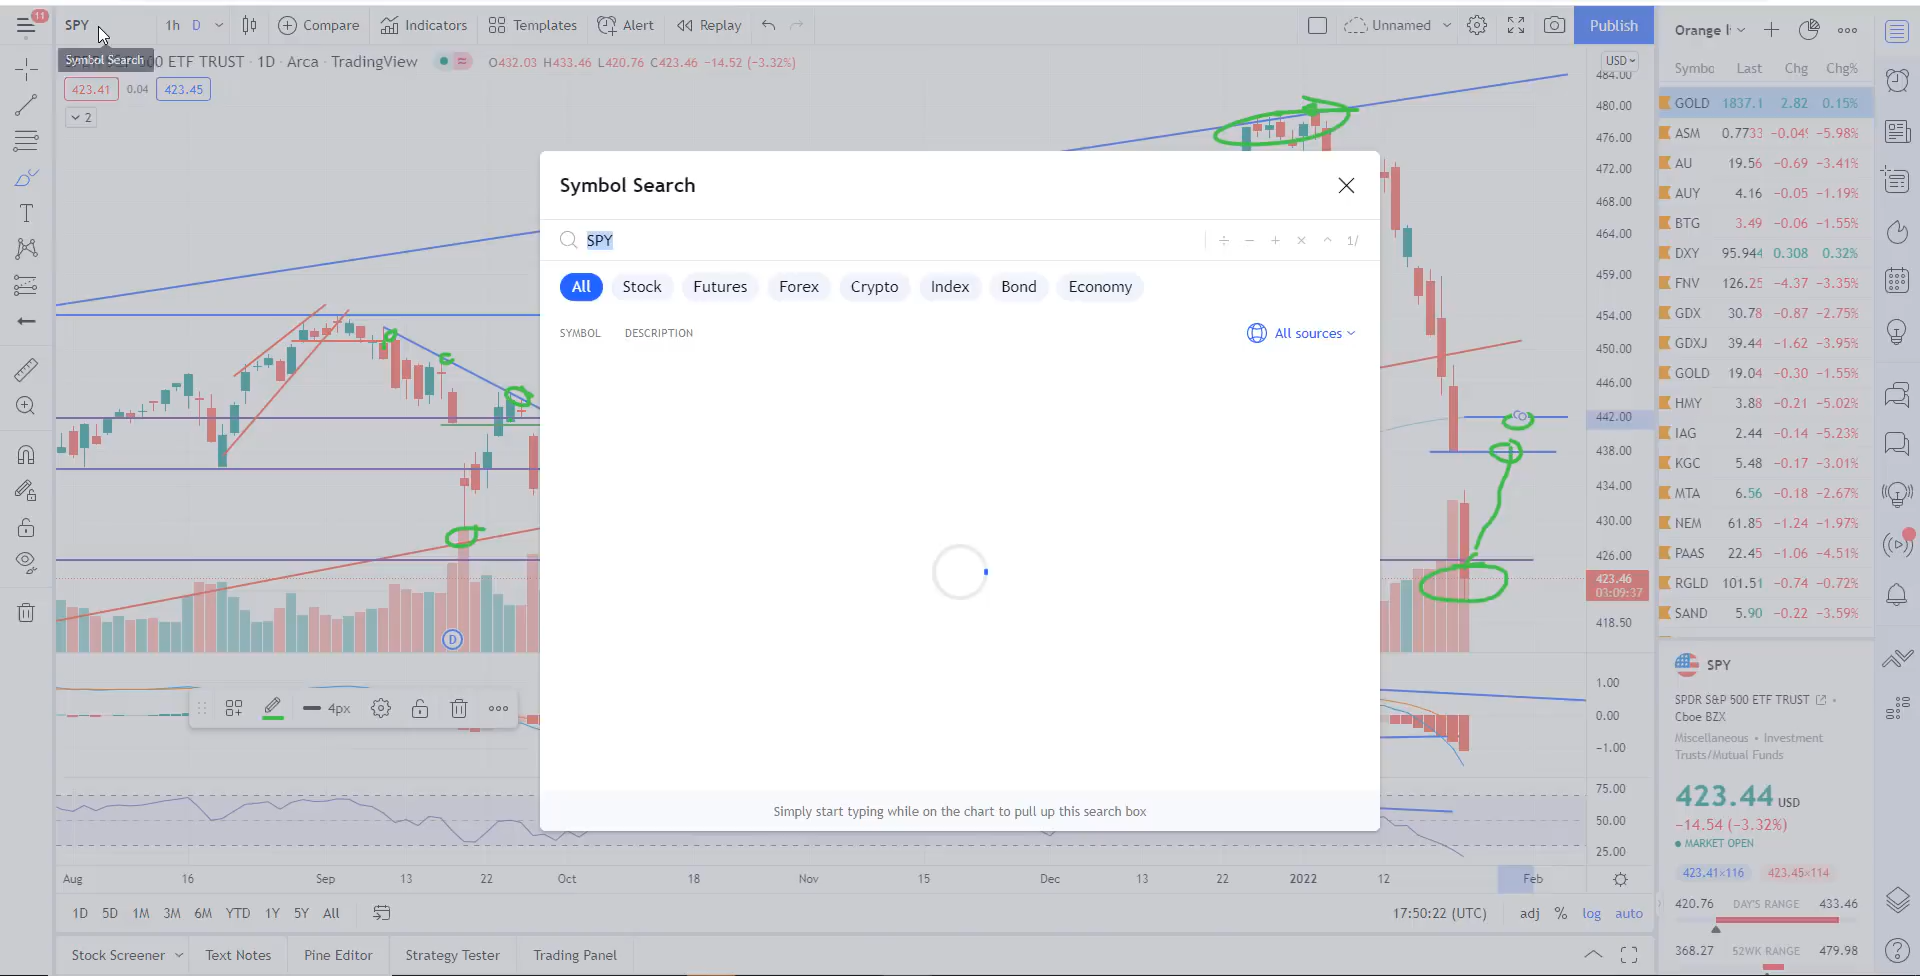 11
SPY
1h D
Compare
Indicators
Templates
Alert
Replay
Unnamed
Publish
Symbol Search
00 ETF TRUST · 1D · Arca · TradingView
O432.03 H433.46 L420.76 C423.46 −14.52 (−3.32%)
423.41 0.04 423.45
2
Symbol Search
SPY
1/
All Stock Futures Forex Crypto Index Bond Economy
SYMBOL DESCRIPTION All sources
Simply start typing while on the chart to pull up this search box
D
4px
USD
484.00
480.00
476.00
472.00
468.00
464.00
459.00
454.00
450.00
446.00
442.00
438.00
434.00
430.00
426.00
423.46
03:09:37
418.50
1.00
0.00
−1.00
75.00
50.00
25.00
Aug 16 Sep 13 22 Oct 18 Nov 15 Dec 13 22 2022 12 Feb
1D 5D 1M 3M 6M YTD 1Y 5Y All
17:50:22 (UTC) adj % log auto
Stock Screener Text Notes Pine Editor Strategy Tester Trading Panel
Orange li
Symbo Last Chg Chg%
GOLD 1837.1 2.82 0.15%
ASM 0.7733 −0.049 −5.98%
AU 19.56 −0.69 −3.41%
AUY 4.16 −0.05 −1.19%
BTG 3.49 −0.06 −1.55%
DXY 95.944 0.308 0.32%
FNV 126.25 −4.37 −3.35%
GDX 30.78 −0.87 −2.75%
GDXJ 39.44 −1.62 −3.95%
GOLD 19.04 −0.30 −1.55%
HMY 3.88 −0.21 −5.02%
IAG 2.44 −0.14 −5.23%
KGC 5.48 −0.17 −3.01%
MTA 6.56 −0.18 −2.67%
NEM 61.85 −1.24 −1.97%
PAAS 22.45 −1.06 −4.51%
RGLD 101.51 −0.74 −0.72%
SAND 5.90 −0.22 −3.59%
SPY
SPDR S&P 500 ETF TRUST
Cboe BZX
Miscellaneous • Investment
Trusts/Mutual Funds
423.44 USD
−14.54 (−3.32%)
MARKET OPEN
423.41×116 423.45×114
420.76 DAY'S RANGE 433.46
368.27 52WK RANGE 479.98